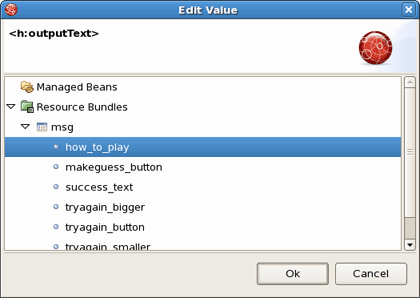 Edit Value
<h:outputText>
Managed Beans
Resource Bundles
msg
how_to_play
makeguess_button
success_text
tryagain_bigger
tryagain_button
tryagain_smaller
Ok
Cancel